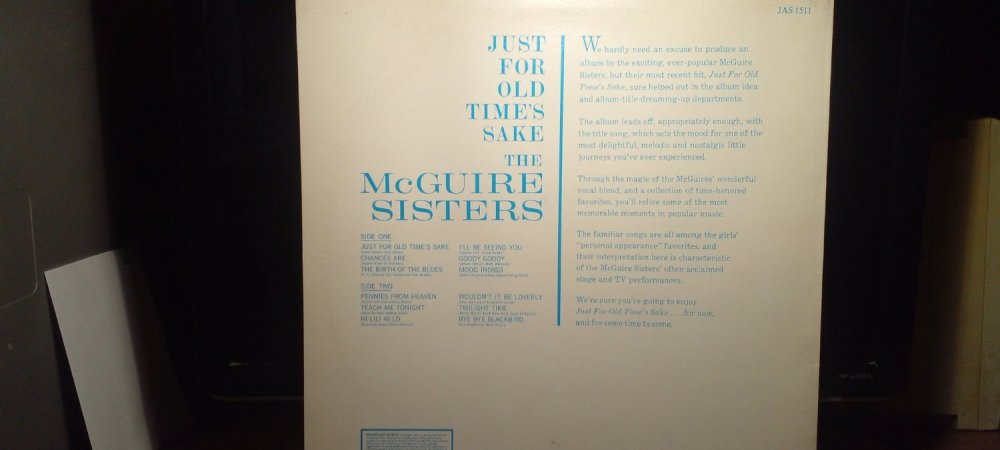 JAS 1511
JUST
FOR
OLD
TIME'S
SAKE
THE
McGUIRE
SISTERS
SIDE ONE
JUST FOR OLD TIME'S SAKE
CHANCES ARE
THE BIRTH OF THE BLUES
I'LL BE SEEING YOU
GOODY GOODY
MOOD INDIGO
SIDE TWO
PENNIES FROM HEAVEN
TEACH ME TONIGHT
HI-LILI HI-LO
WOULDN'T IT BE LOVERLY
TWILIGHT TIME
BYE BYE BLACKBIRD
We hardly need an excuse to produce an
album by the exciting, ever-popular McGuire
Sisters, but their most recent hit, Just For Old
Time's Sake, sure helped out in the album idea
and album-title-dreaming-up departments.
The album leads off, appropriately enough, with
the title song, which sets the mood for one of the
most delightful, melodic and nostalgic little
journeys you've ever experienced.
Through the magic of the McGuires' wonderful
vocal blend, and a collection of time-honored
favorites, you'll relive some of the most
memorable moments in popular music.
The familiar songs are all among the girls'
"personal appearance" favorites, and
their interpretation here is characteristic
of the McGuire Sisters' often acclaimed
stage and TV performances.
We're sure you're going to enjoy
Just For Old Time's Sake . . . for now,
and for some time to come.